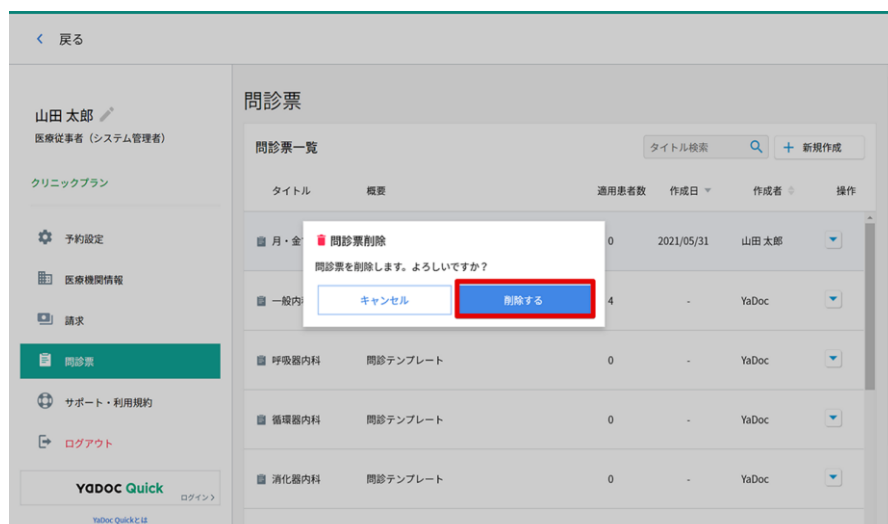 戻る
山田 太郎
医療従事者（システム管理者）
クリニックプラン
予約設定
医療機関情報
請求
問診票
サポート・利用規約
ログアウト
YaDOC Quick
ログイン
YaDoc Quickとは
問診票
問診票一覧
タイトル検索
新規作成
タイトル 概要 適用患者数 作成日 作成者 操作
月・金 0 2021/05/31 山田 太郎
一般内 4 - YaDoc
呼吸器内科 問診テンプレート 0 - YaDoc
循環器内科 問診テンプレート 0 - YaDoc
消化器内科 問診テンプレート 0 - YaDoc
問診票削除
問診票を削除します。よろしいですか？
キャンセル 削除する